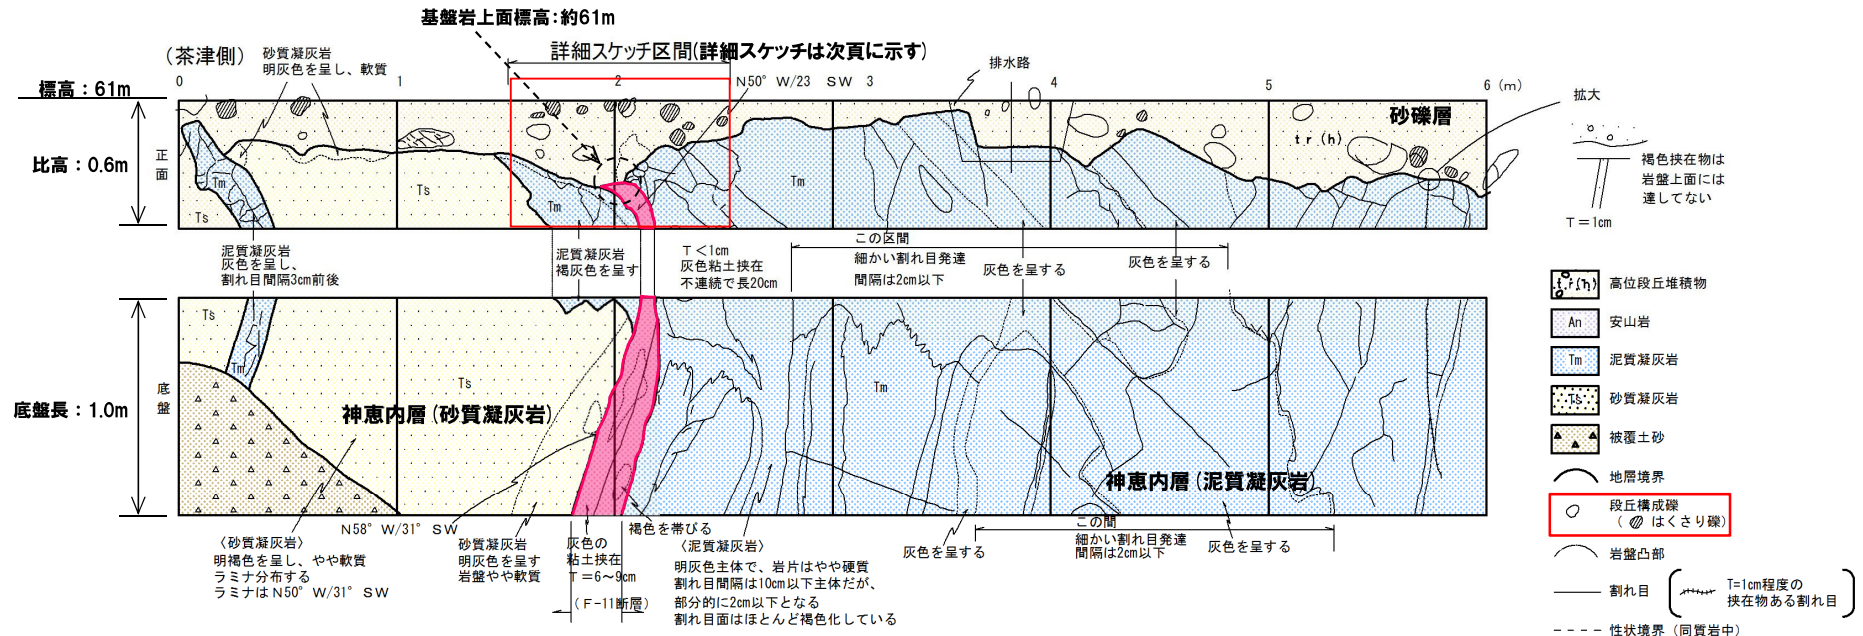 基盤岩上面標高：約61m
（茶津側）
砂質凝灰岩
明灰色を呈し、軟質
詳細スケッチ区間(詳細スケッチは次頁に示す)
排水路
0 1 2 N50°W/23 SW 3 4 5 6（m）
標高：61m
拡大
砂礫層
tr(h)
正面
比高：0.6m
Tm
Ts
Ts
Tm
Tm
褐色挟在物は
岩盤上面には
達してない
T＝1cm
泥質凝灰岩
灰色を呈し、
割れ目間隔3cm前後
泥質凝灰岩
褐灰色を呈す
T＜1cm
灰色粘土挟在
不連続で長20cm
この区間
細かい割れ目発達
間隔は2cm以下
灰色を呈する
灰色を呈する
底盤
底盤長：1.0m
Ts
Tm
Ts
Tm
神恵内層(砂質凝灰岩)
神恵内層(泥質凝灰岩)
N58°W/31°SW
〈砂質凝灰岩〉
明褐色を呈し、やや軟質
ラミナ分布する
ラミナはN50°W/31°SW
砂質凝灰岩
明灰色を呈す
岩盤やや軟質
灰色の
粘土挟在
T＝6～9cm
（F-11断層）
褐色を帯びる
〈泥質凝灰岩〉
明灰色主体で、岩片はやや硬質
割れ目間隔は10cm以下主体だが、
部分的に2cm以下となる
割れ目面はほとんど褐色化している
灰色を呈する
この間
細かい割れ目発達
間隔は2cm以下
灰色を呈する
t.r(h) 高位段丘堆積物
An 安山岩
Tm 泥質凝灰岩
Ts 砂質凝灰岩
被覆土砂
地層境界
段丘構成礫
（ はくさり礫）
岩盤凸部
割れ目
T=1cm程度の
挟在物ある割れ目
性状境界（同質岩中）